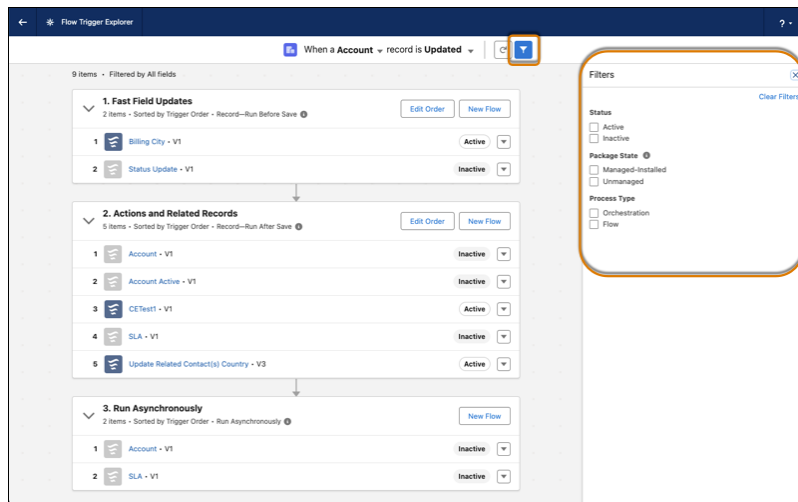 Flow Trigger Explorer
?
When a Account record is Updated
9 items • Filtered by All fields
1. Fast Field Updates
2 items • Sorted by Trigger Order • Record—Run Before Save
Edit Order
New Flow
1 Billing City • V1 Active
2 Status Update • V1 Inactive
2. Actions and Related Records
5 items • Sorted by Trigger Order • Record—Run After Save
Edit Order
New Flow
1 Account • V1 Inactive
2 Account Active • V1 Inactive
3 CETest1 • V1 Active
4 SLA • V1 Inactive
5 Update Related Contact(s) Country • V3 Active
3. Run Asynchronously
2 items • Sorted by Trigger Order • Run Asynchronously
New Flow
1 Account • V1 Inactive
2 SLA • V1 Inactive
Filters
Clear Filters
Status
Active
Inactive
Package State
Managed-Installed
Unmanaged
Process Type
Orchestration
Flow